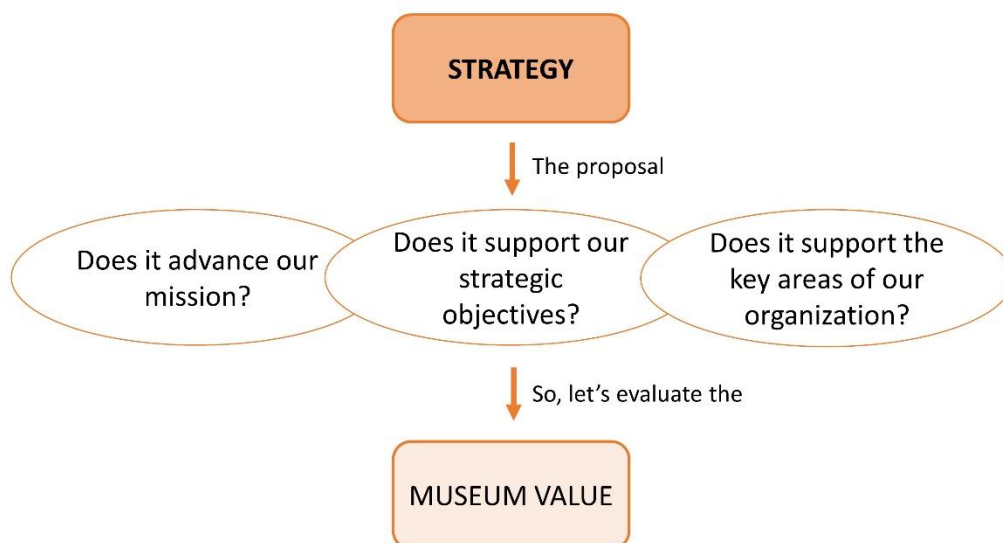 STRATEGY
The proposal
Does it advance our
mission?
Does it support our
strategic
objectives?
Does it support the
key areas of our
organization?
So, let’s evaluate the
MUSEUM VALUE